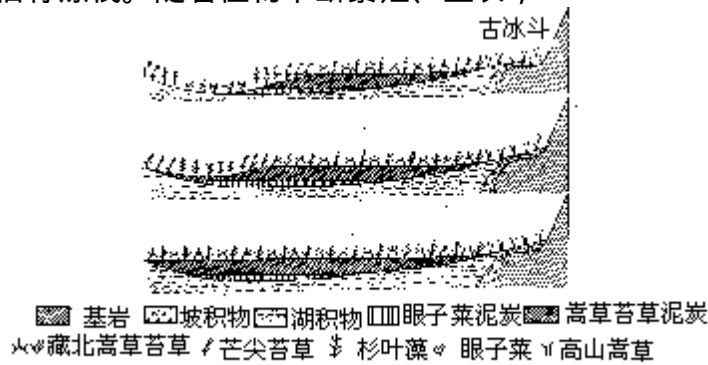 古冰斗
基岩 坡积物 湖积物 眼子菜泥炭 嵩草苔草泥炭
藏北嵩草苔草 芒尖苔草 杉叶藻 眼子菜 高山嵩草